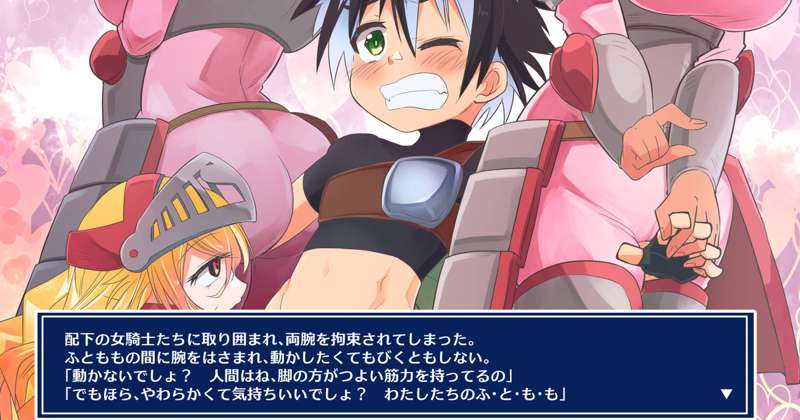 配下の女騎士たちに取り囲まれ、両腕を拘束されてしまった。
ふとももの間に腕をはさまれ、動かしたくてもびくともしない。
「動かないでしょ？　人間はね、脚の方がつよい筋力を持ってるの」
「でもほら、やわらかくて気持ちいいでしょ？　わたしたちのふ・と・も・も」